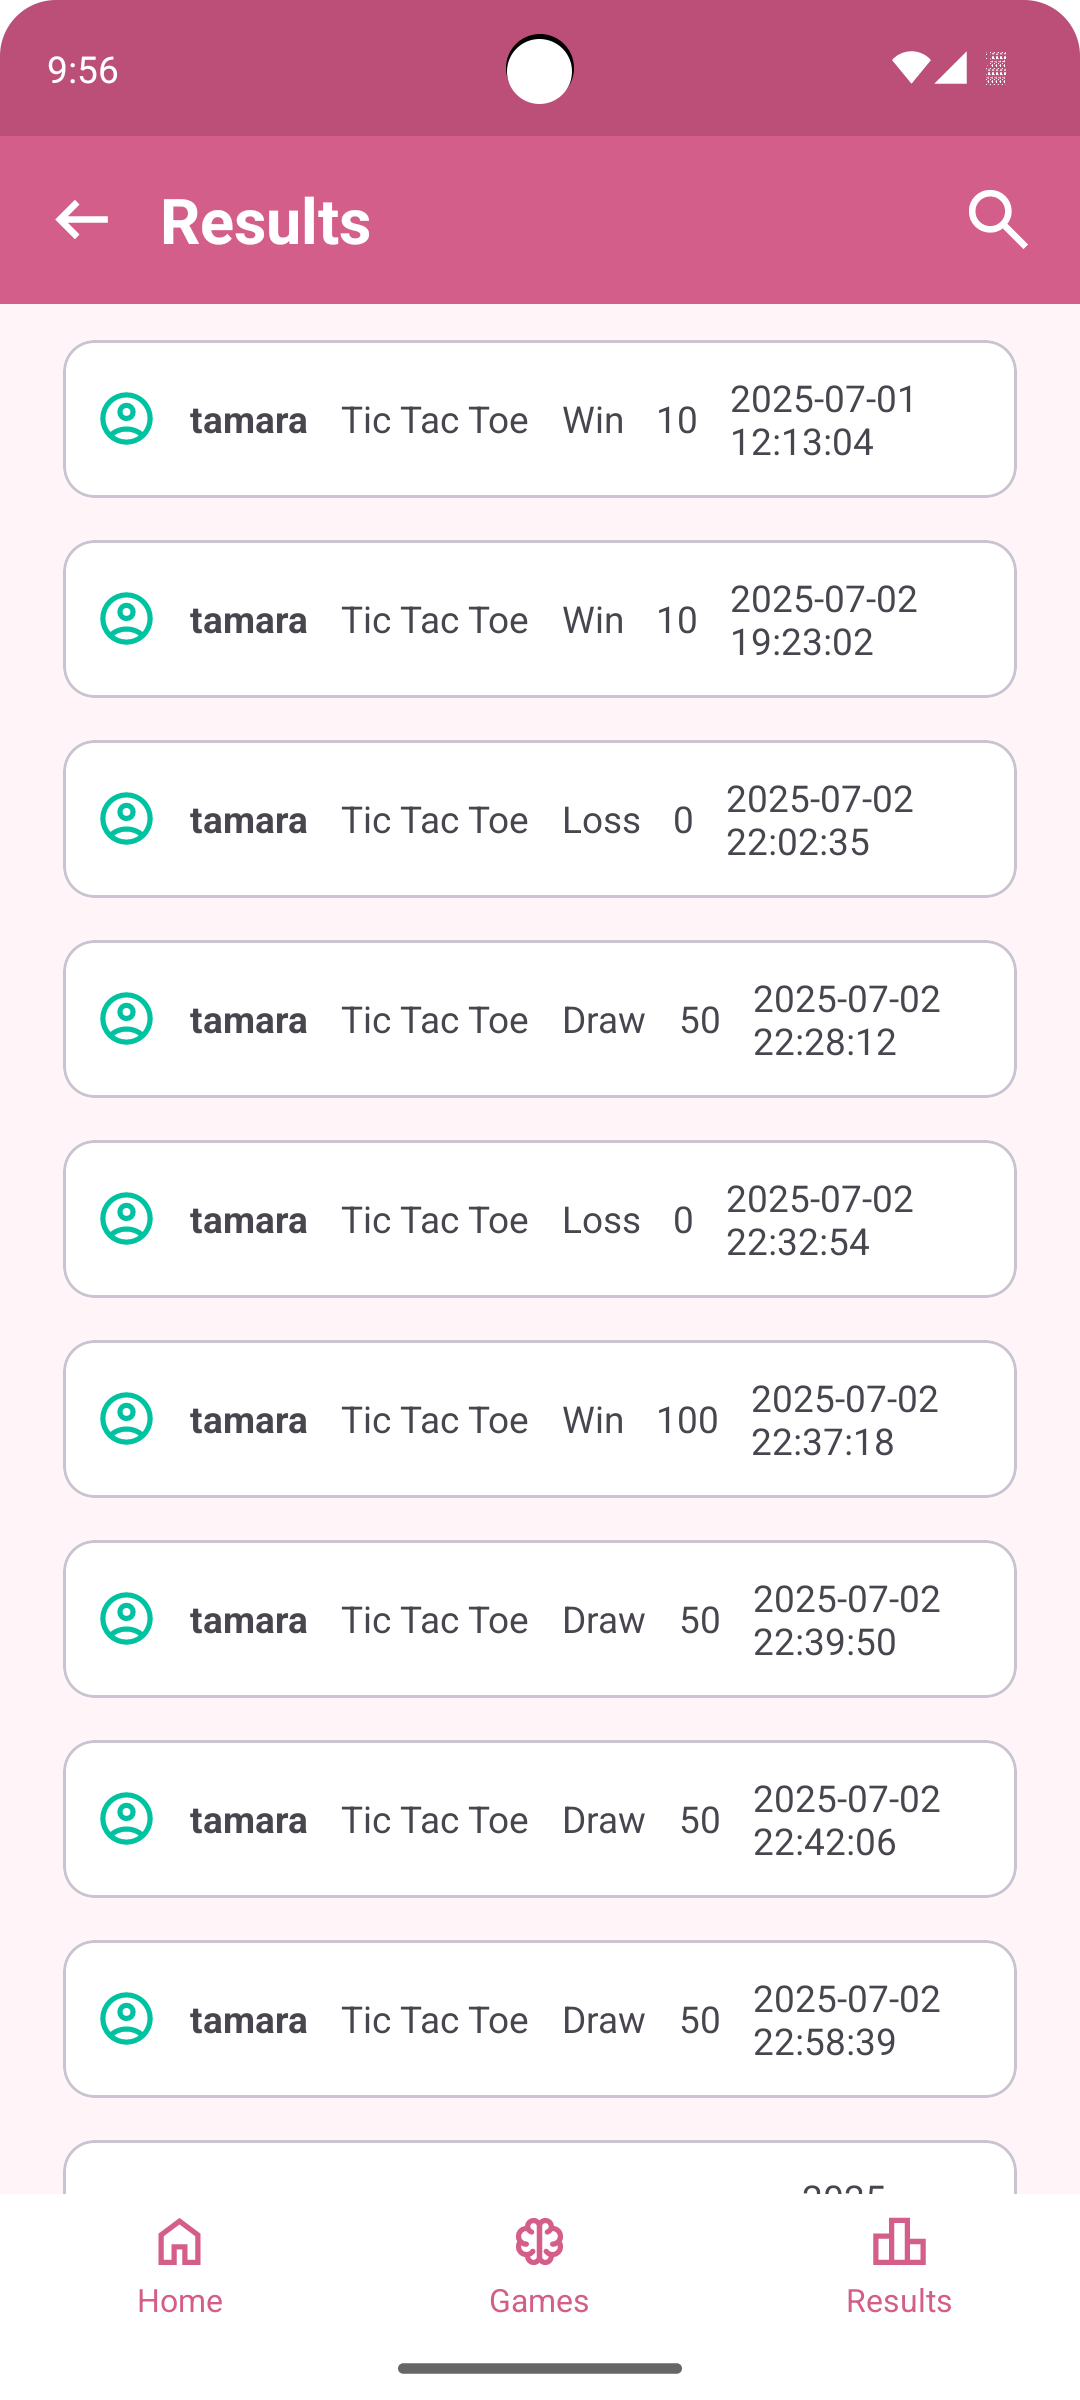 9:56
Results
tamara Tic Tac Toe Win 10 2025-07-01
12:13:04
tamara Tic Tac Toe Win 10 2025-07-02
19:23:02
tamara Tic Tac Toe Loss 0 2025-07-02
22:02:35
tamara Tic Tac Toe Draw 50 2025-07-02
22:28:12
tamara Tic Tac Toe Loss 0 2025-07-02
22:32:54
tamara Tic Tac Toe Win 100 2025-07-02
22:37:18
tamara Tic Tac Toe Draw 50 2025-07-02
22:39:50
tamara Tic Tac Toe Draw 50 2025-07-02
22:42:06
tamara Tic Tac Toe Draw 50 2025-07-02
22:58:39
Home Games Results